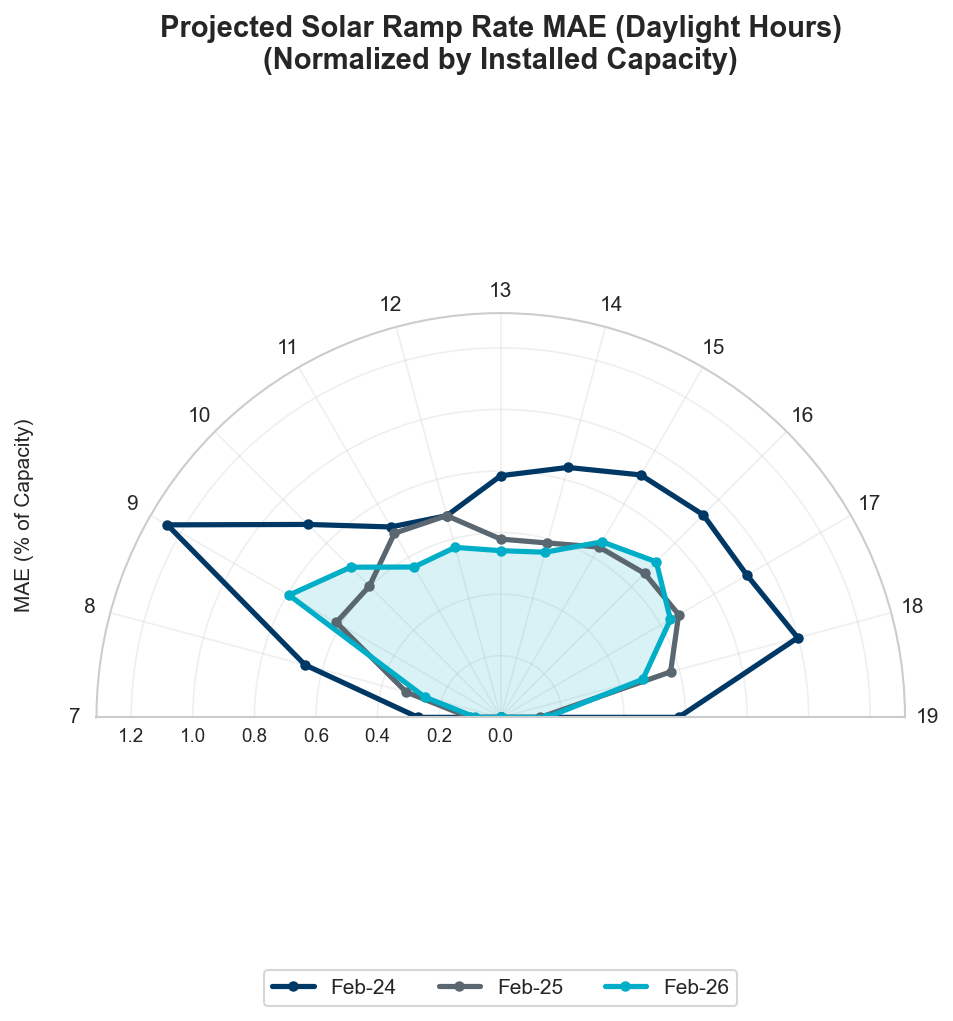 Projected Solar Ramp Rate MAE (Daylight Hours)
(Normalized by Installed Capacity)
13
12
14
11
15
10
16
9
17
8
18
7
19
MAE (% of Capacity)
1.2 1.0 0.8 0.6 0.4 0.2 0.0
Feb-24 Feb-25 Feb-26